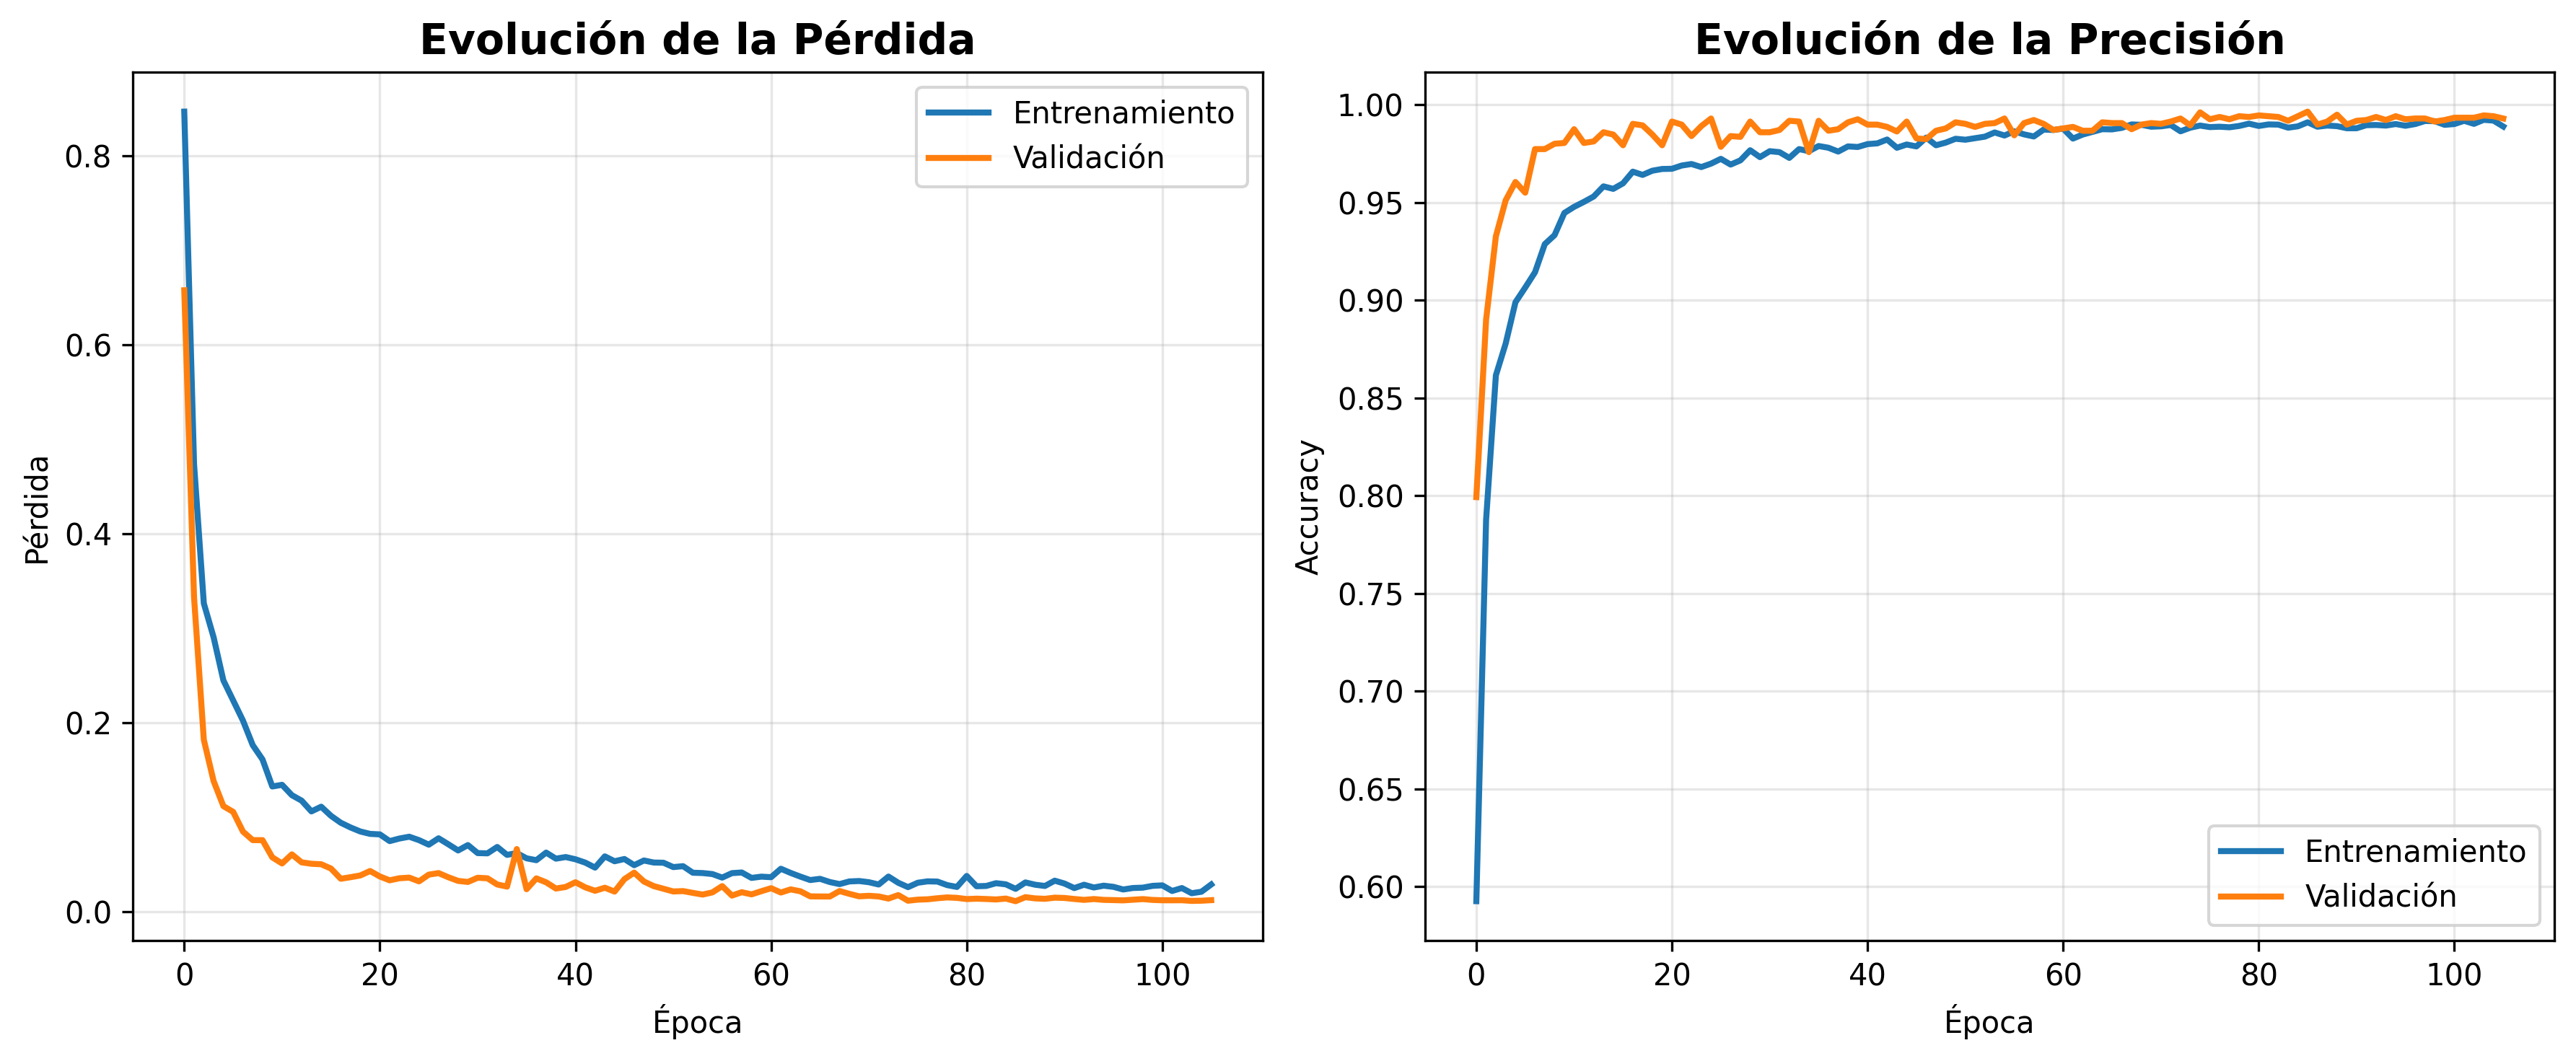 Evolución de la Pérdida
Pérdida
0.8
0.6
0.4
0.2
0.0
0 20 40 60 80 100
Época
Entrenamiento
Validación
Evolución de la Precisión
Accuracy
1.00
0.95
0.90
0.85
0.80
0.75
0.70
0.65
0.60
0 20 40 60 80 100
Época
Entrenamiento
Validación